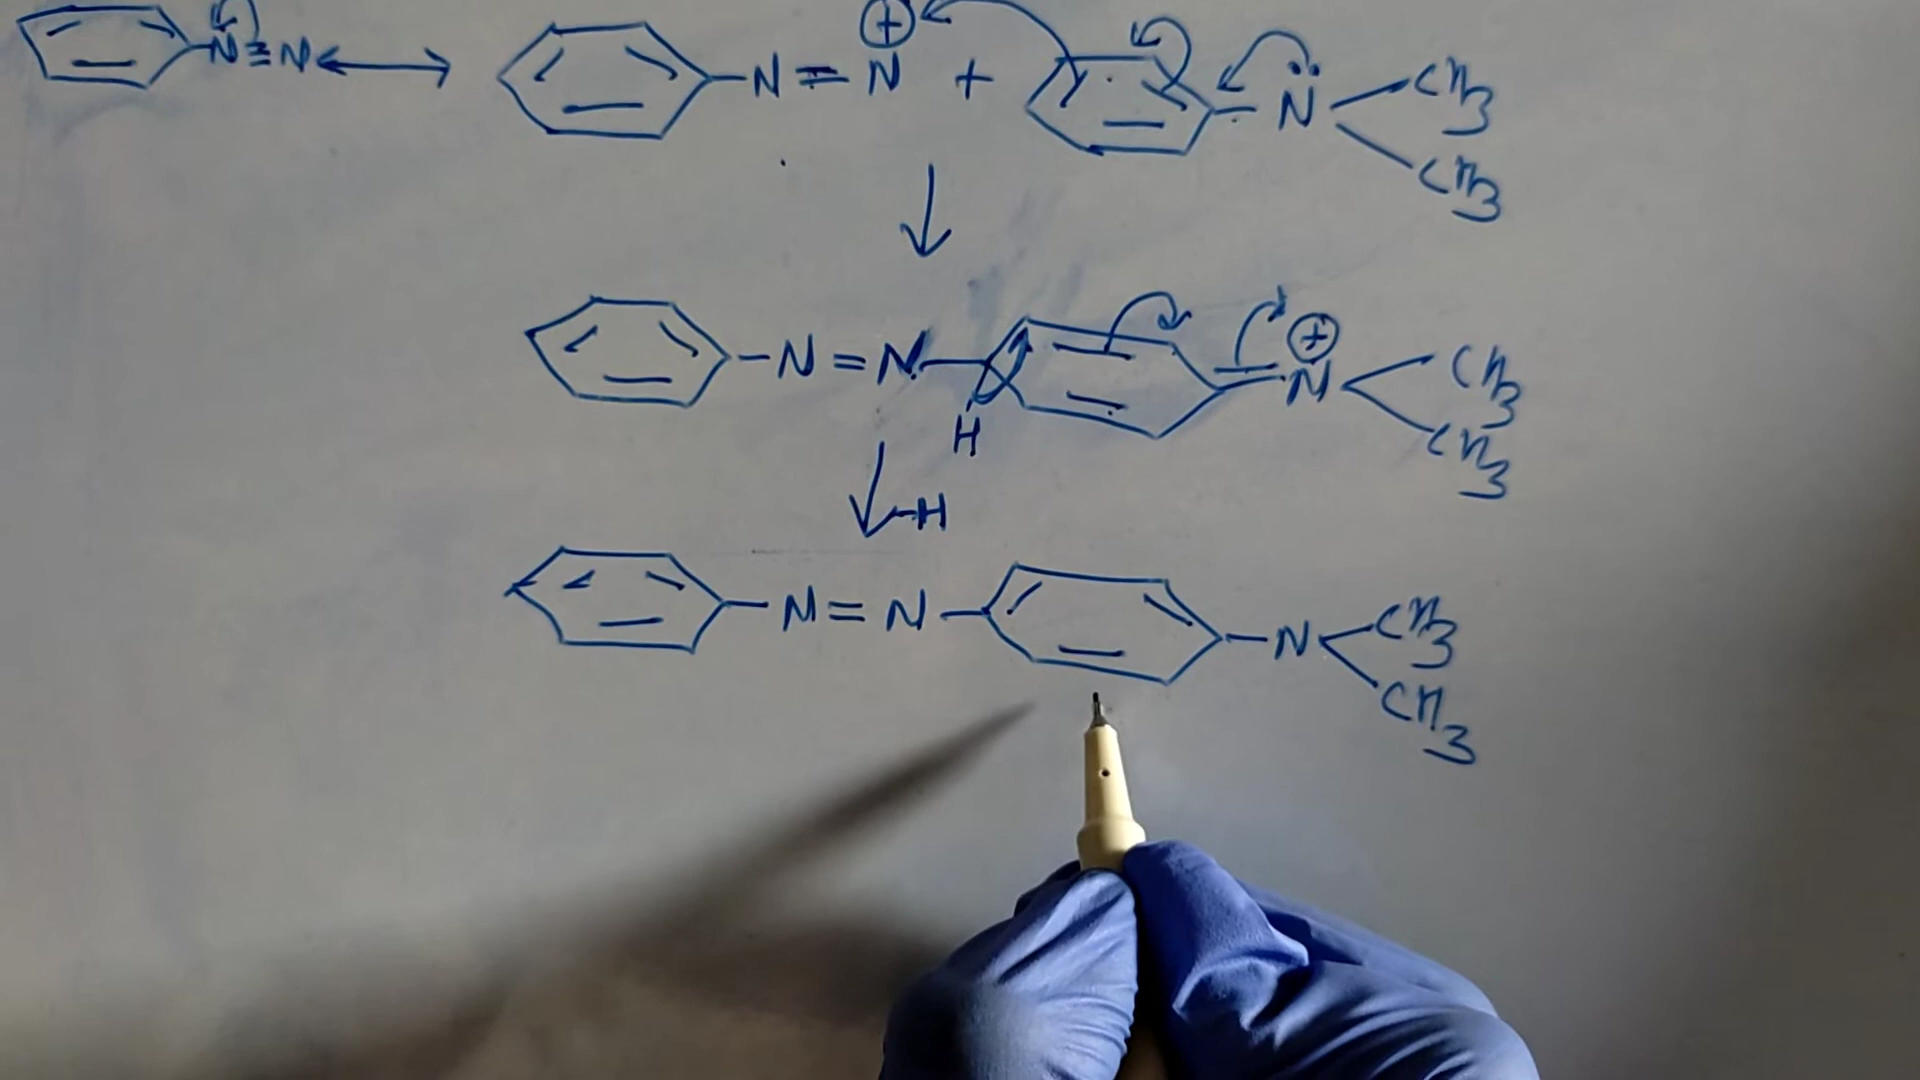 N≡N ↔ N=N⊕ + N̈ CH3
CH3
N=N N⊕ CH3
H CH3
-H
N=N N CH3
CH3